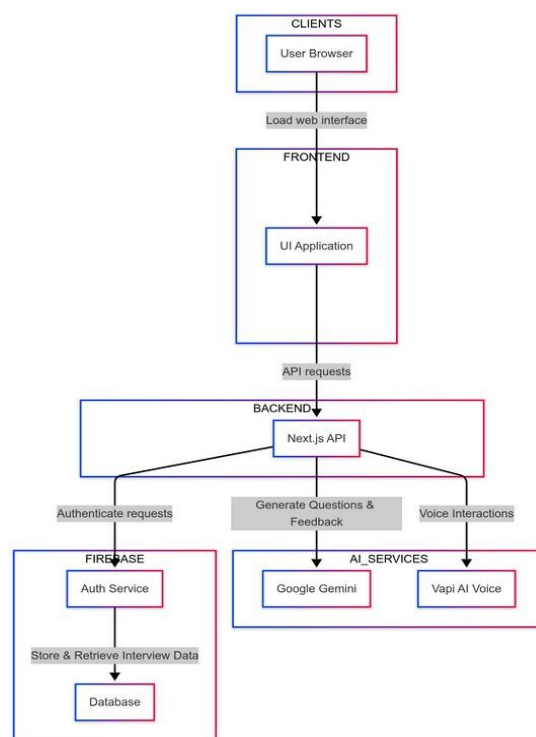 CLIENTS
User Browser
Load web interface
FRONTEND
UI Application
API requests
BACKEND
Next.js API
Authenticate requests
Generate Questions &
Feedback
Voice Interactions
FIREBASE
AI_SERVICES
Auth Service
Google Gemini
Vapi AI Voice
Store & Retrieve Interview Data
Database